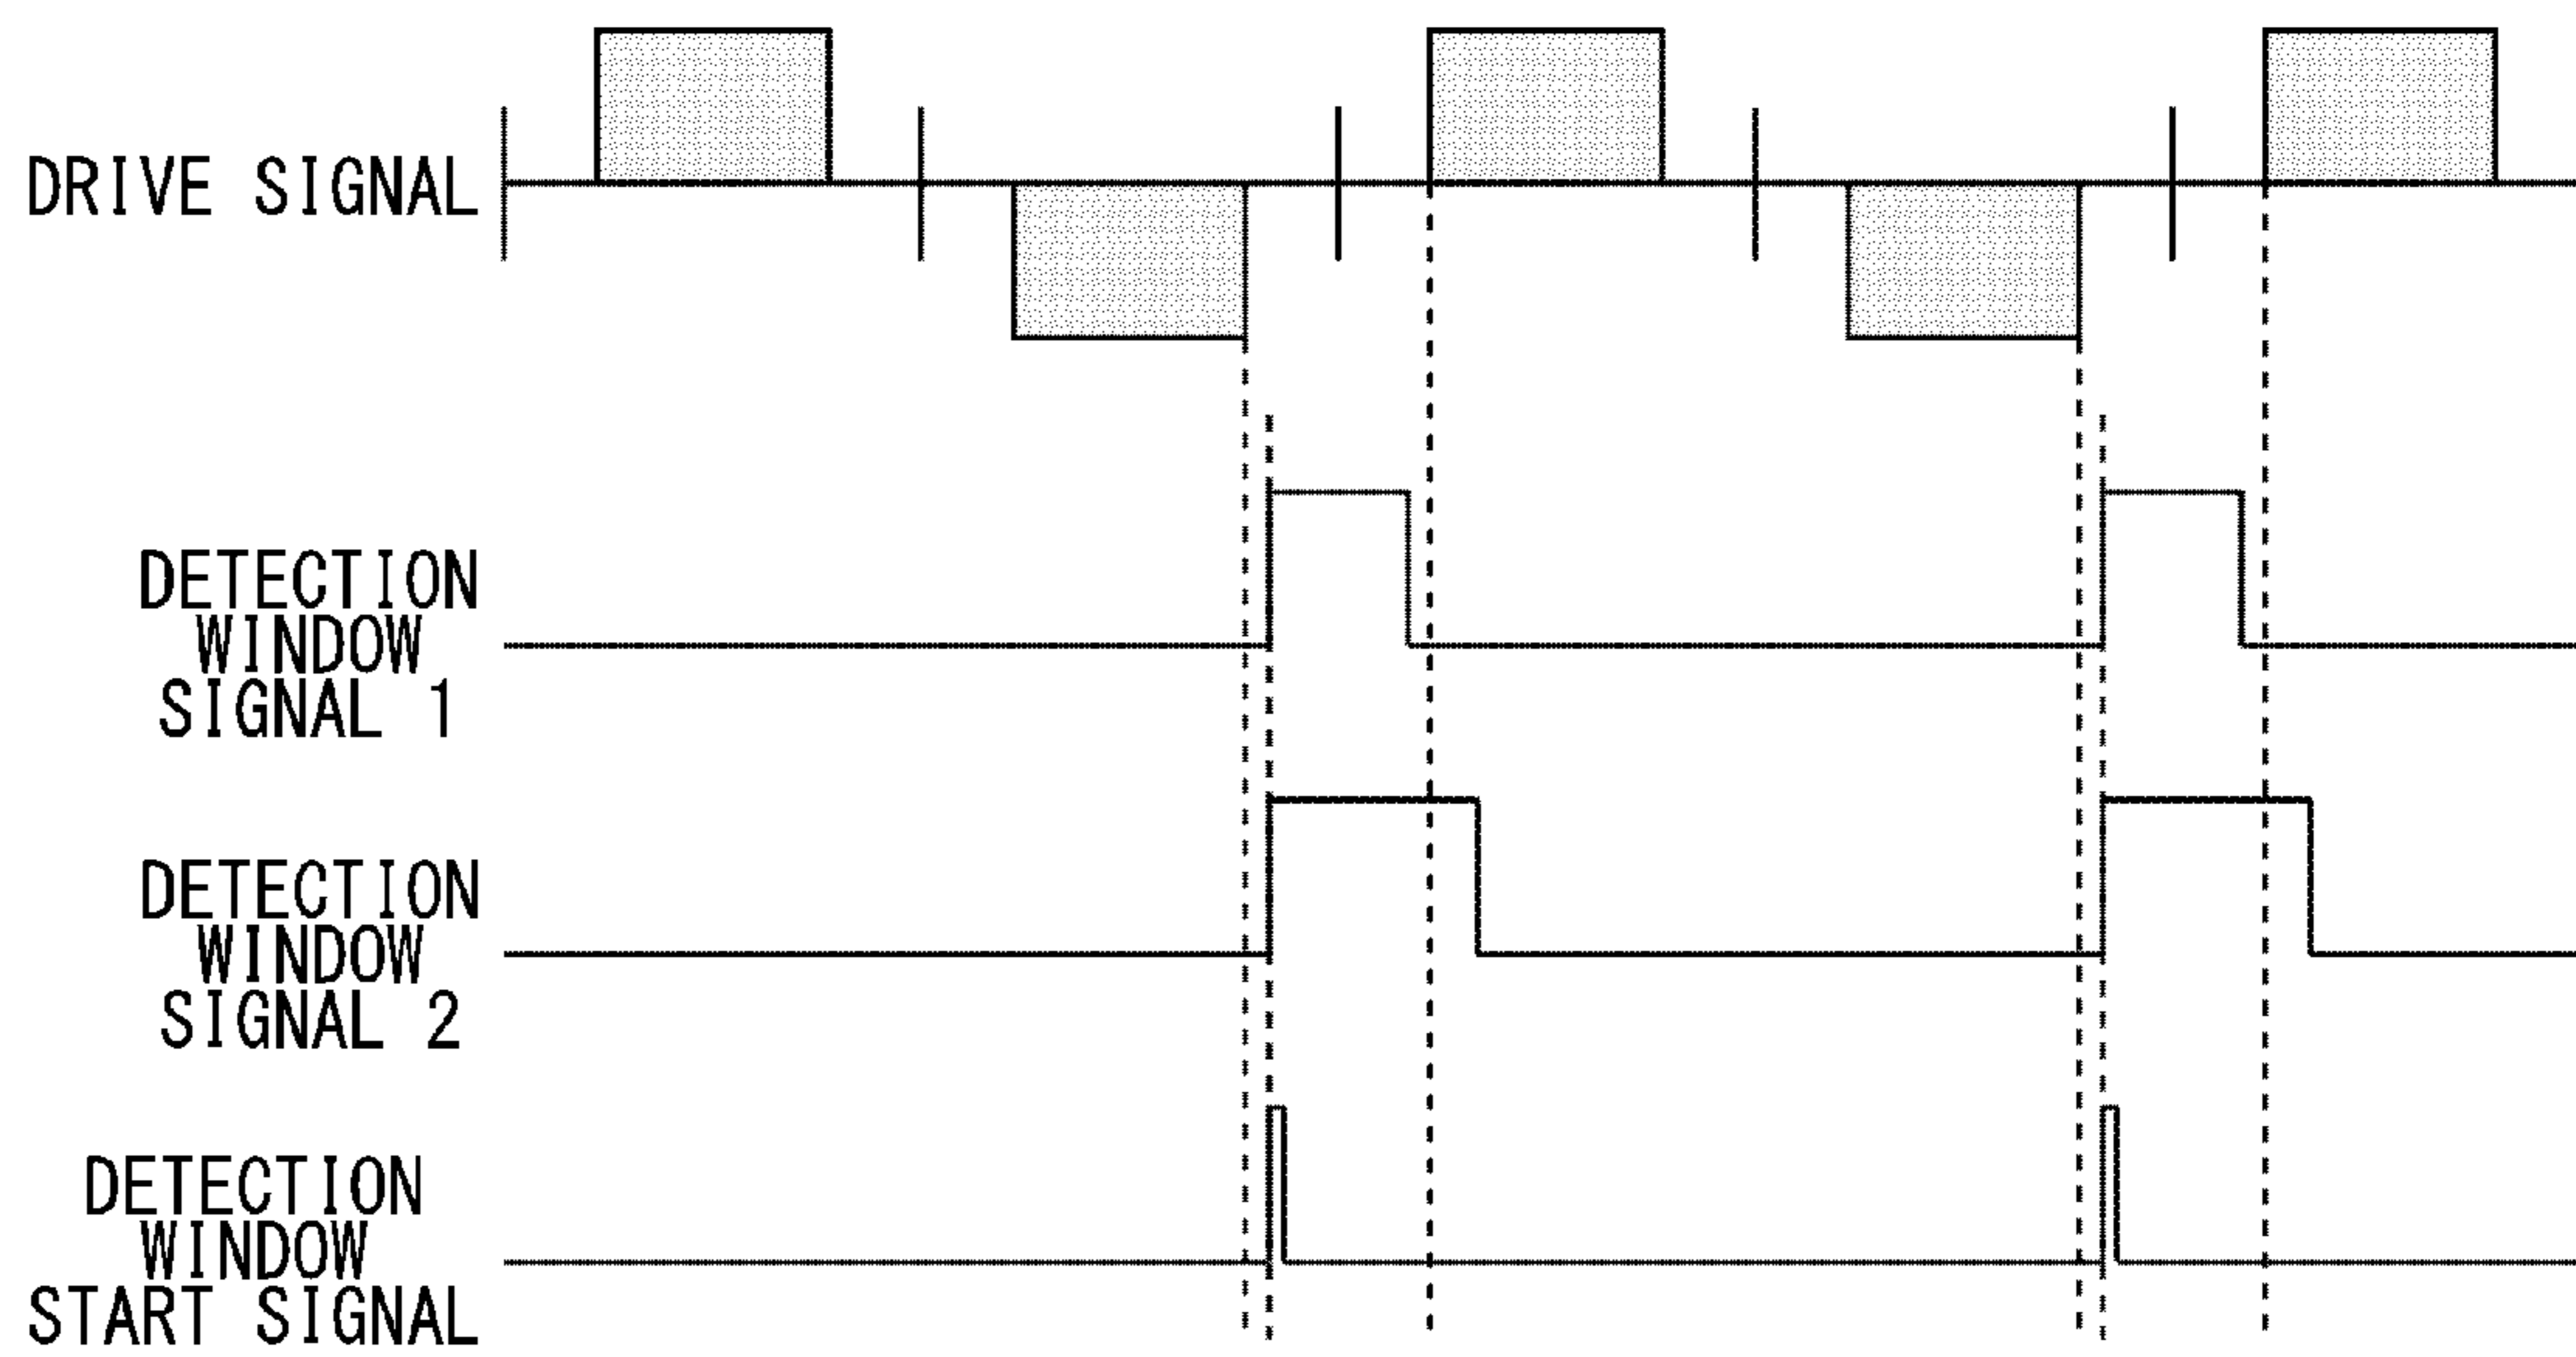 DRIVE SIGNAL
DETECTION
WINDOW
SIGNAL 1
DETECTION
WINDOW
SIGNAL 2
DETECTION
WINDOW
START SIGNAL